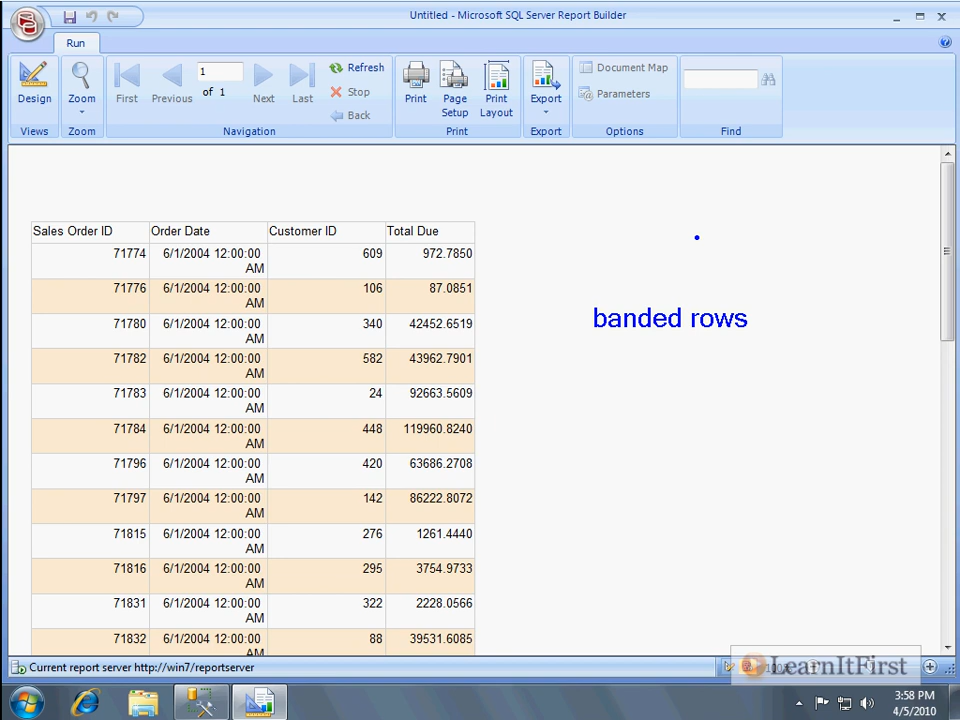 Untitled - Microsoft SQL Server Report Builder
Run
Design
Views
Zoom
Zoom
First
Previous
1
of 1
Next
Last
Refresh
Stop
Back
Navigation
Print
Page Setup
Print Layout
Print
Export
Export
Document Map
Parameters
Options
Find
Sales Order ID Order Date Customer ID Total Due
71774 6/1/2004 12:00:00 AM 609 972.7850
71776 6/1/2004 12:00:00 AM 106 87.0851
71780 6/1/2004 12:00:00 AM 340 42452.6519
71782 6/1/2004 12:00:00 AM 582 43962.7901
71783 6/1/2004 12:00:00 AM 24 92663.5609
71784 6/1/2004 12:00:00 AM 448 119960.8240
71796 6/1/2004 12:00:00 AM 420 63686.2708
71797 6/1/2004 12:00:00 AM 142 86222.8072
71815 6/1/2004 12:00:00 AM 276 1261.4440
71816 6/1/2004 12:00:00 AM 295 3754.9733
71831 6/1/2004 12:00:00 AM 322 2228.0566
71832 6/1/2004 12:00:00 AM 88 39531.6085
banded rows
Current report server http://win7/reportserver
100%
LearnItFirst
3:58 PM
4/5/2010